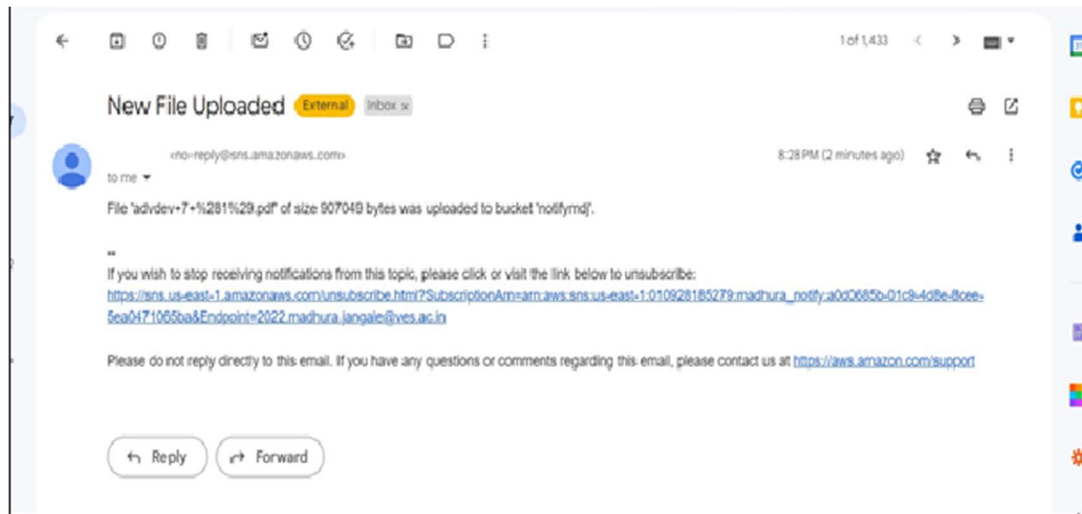 1 of 1,433
New File Uploaded External Inbox x
<no-reply@sns.amazonaws.com>
8:28 PM (2 minutes ago)
to me
File 'advdev+7+%281%29.pdf' of size 907049 bytes was uploaded to bucket 'notifymdj'.
--
If you wish to stop receiving notifications from this topic, please click or visit the link below to unsubscribe:
https://sns.us-east-1.amazonaws.com/unsubscribe.html?SubscriptionArn=arn:aws:sns:us-east-1:010928185279:madhura_notify:a0d0685b-01c9-4d8e-8cee-
5ea0471065ba&Endpoint=2022.madhura.jangale@ves.ac.in
Please do not reply directly to this email. If you have any questions or comments regarding this email, please contact us at https://aws.amazon.com/support
Reply
Forward